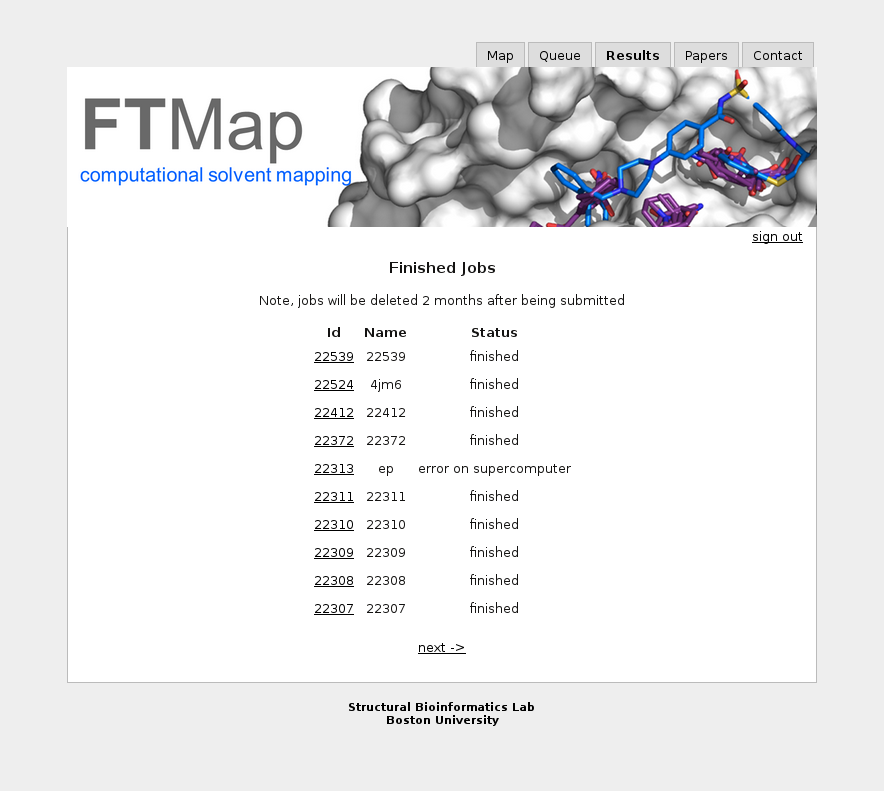 Map Queue Results Papers Contact
FTMap
computational solvent mapping
sign out
Finished Jobs
Note, jobs will be deleted 2 months after being submitted
Id Name Status
22539 22539 finished
22524 4jm6 finished
22412 22412 finished
22372 22372 finished
22313 ep error on supercomputer
22311 22311 finished
22310 22310 finished
22309 22309 finished
22308 22308 finished
22307 22307 finished
next ->
Structural Bioinformatics Lab
Boston University